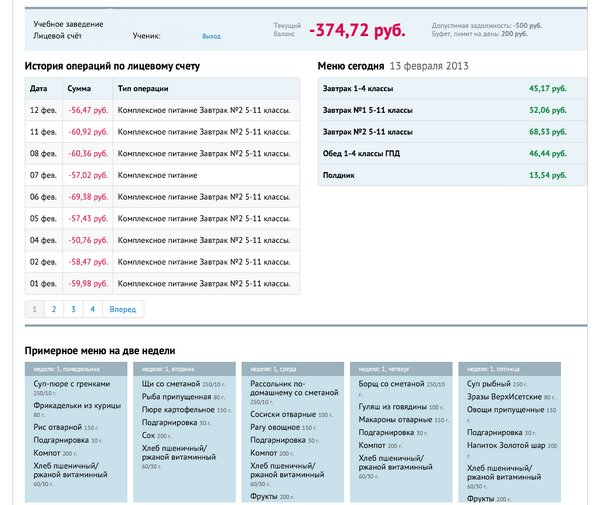 Учебное заведение
Лицевой счёт
Ученик:
Выход
Текущий
баланс
-374,72 руб.
Допустимая задолжность: -500 руб.
Буфет, лимит на день: 200 руб.
История операций по лицевому счету
Дата Сумма Тип операции
12 фев. -56,47 руб. Комплексное питание Завтрак №2 5-11 классы.
11 фев. -60,92 руб. Комплексное питание Завтрак №2 5-11 классы.
08 фев. -60,36 руб. Комплексное питание Завтрак №2 5-11 классы.
07 фев. -57,02 руб. Комплексное питание
06 фев. -69,38 руб. Комплексное питание Завтрак №2 5-11 классы.
05 фев. -57,43 руб. Комплексное питание Завтрак №2 5-11 классы.
04 фев. -50,76 руб. Комплексное питание Завтрак №2 5-11 классы.
02 фев. -58,47 руб. Комплексное питание Завтрак №2 5-11 классы.
01 фев. -59,98 руб. Комплексное питание Завтрак №2 5-11 классы.
1 2 3 4 Вперед
Меню сегодня 13 февраля 2013
Завтрак 1-4 классы 45,17 руб.
Завтрак №1 5-11 классы 52,06 руб.
Завтрак №2 5-11 классы 68,53 руб.
Обед 1-4 классы ГПД 46,44 руб.
Полдник 13,54 руб.
Примерное меню на две недели
неделя: 1, понедельник
Суп-пюре с гренками
250/10 г.
Фрикадельки из курицы
80 г.
Рис отварной 150 г.
Подгарнировка 30 г.
Компот 200 г.
Хлеб пшеничный/
ржаной витаминный
60/30 г.
неделя: 1, вторник
Щи со сметаной 250/10 г.
Рыба припущенная 80 г.
Пюре картофельное 150 г.
Подгарнировка 30 г.
Сок 200 г.
Хлеб пшеничный/
ржаной витаминный
60/30 г.
неделя: 1, среда
Рассольник по-
домашнему со сметаной
250/10 г.
Сосиски отварные 100 г.
Рагу овощное 150 г.
Подгарнировка 30 г.
Компот 200 г.
Хлеб пшеничный/
ржаной витаминный
60/30 г.
Фрукты 200 г.
неделя: 1, четверг
Борщ со сметаной 250/10
г.
Гуляш из говядины 100 г.
Макароны отварные 150 г.
Подгарнировка 30 г.
Компот 200 г.
Хлеб пшеничный/
ржаной витаминный
60/30 г.
неделя: 1, пятница
Суп рыбный 250 г.
Зразы ВерхИсетские 80 г.
Овощи припущенные 150
г.
Подгарнировка 30 г.
Напиток Золотой шар 200
г.
Хлеб пшеничный/
ржаной витаминный
60/30 г.
Фрукты 200 г.